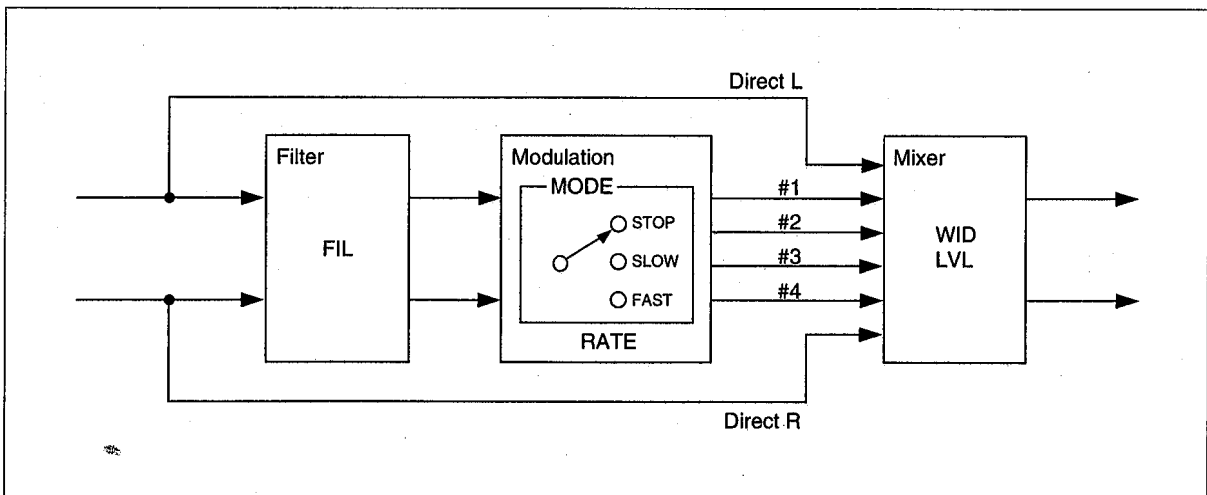 Direct L
Filter
FIL
Modulation
MODE
STOP
SLOW
FAST
RATE
#1
#2
#3
#4
Mixer
WID
LVL
Direct R